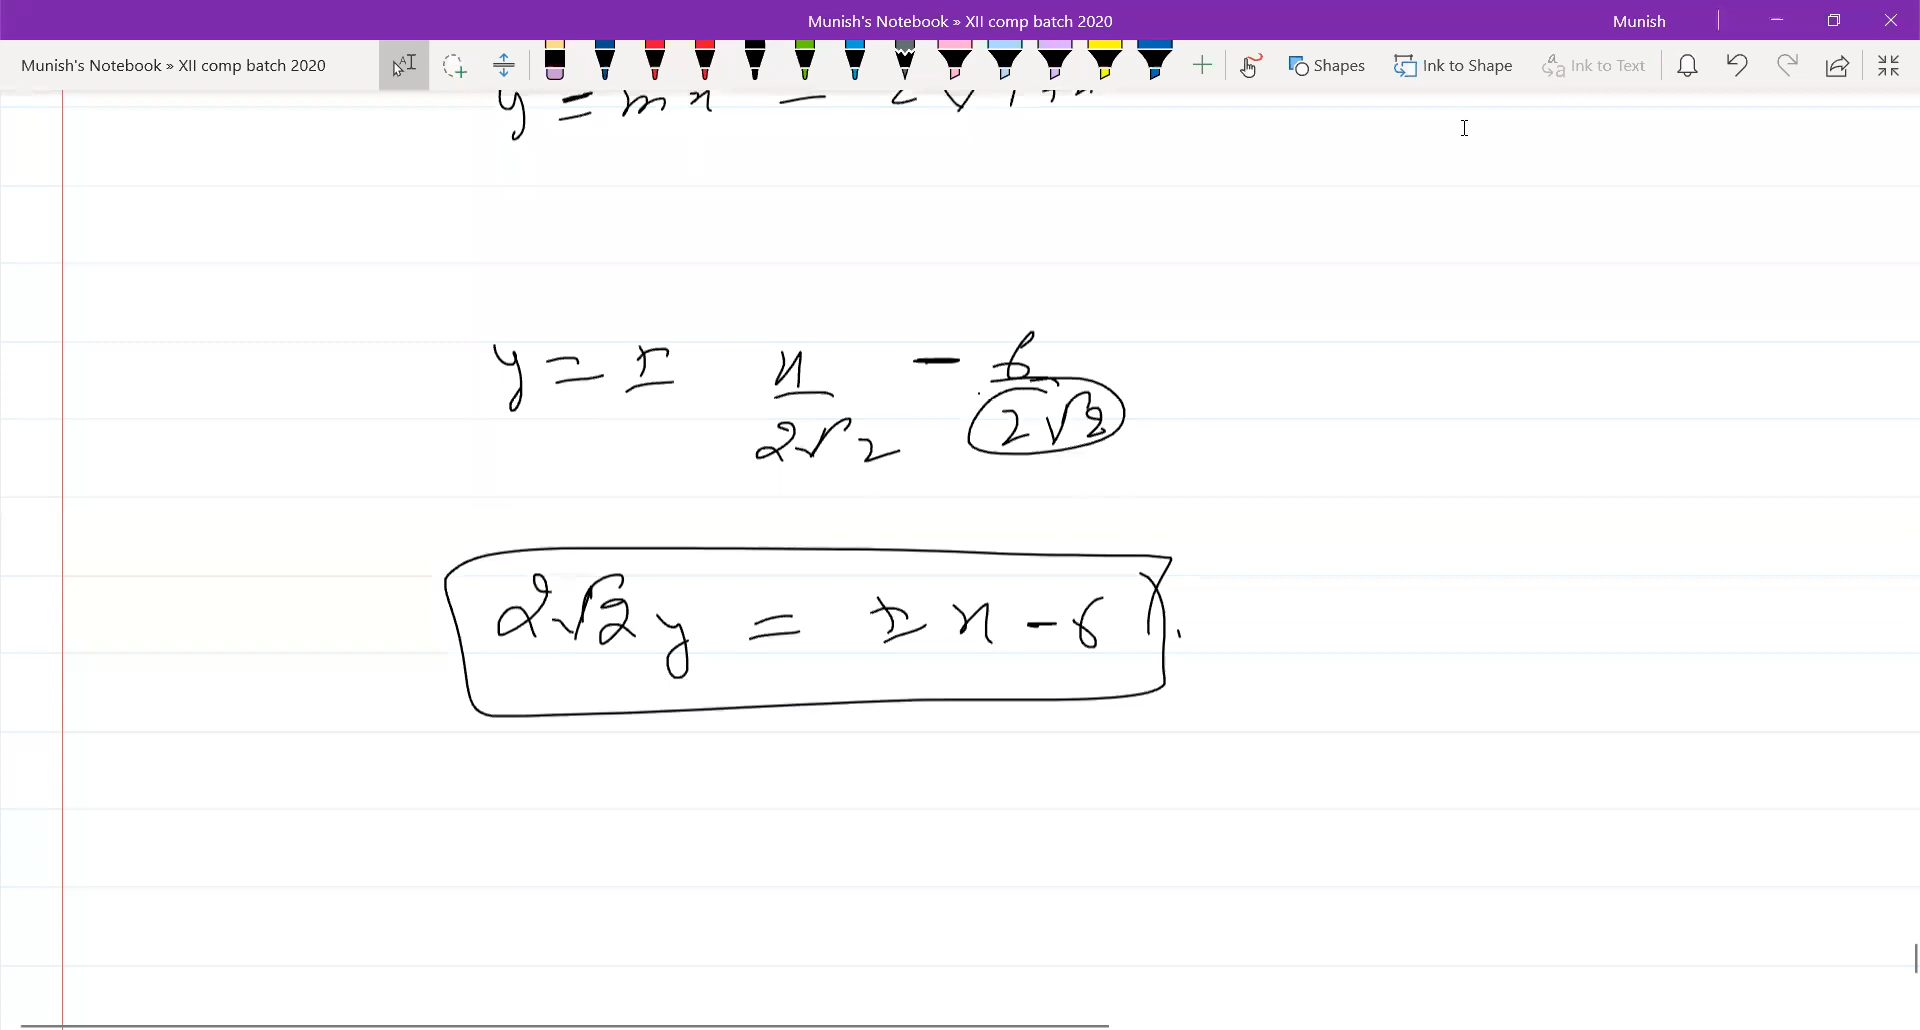 Munish's Notebook » XII comp batch 2020
Munish
Munish's Notebook » XII comp batch 2020
Shapes
Ink to Shape
Ink to Text
y = mx − 2√1+
y = ± x/2√2 − 6/2√2
2√2 y = ± x − 6